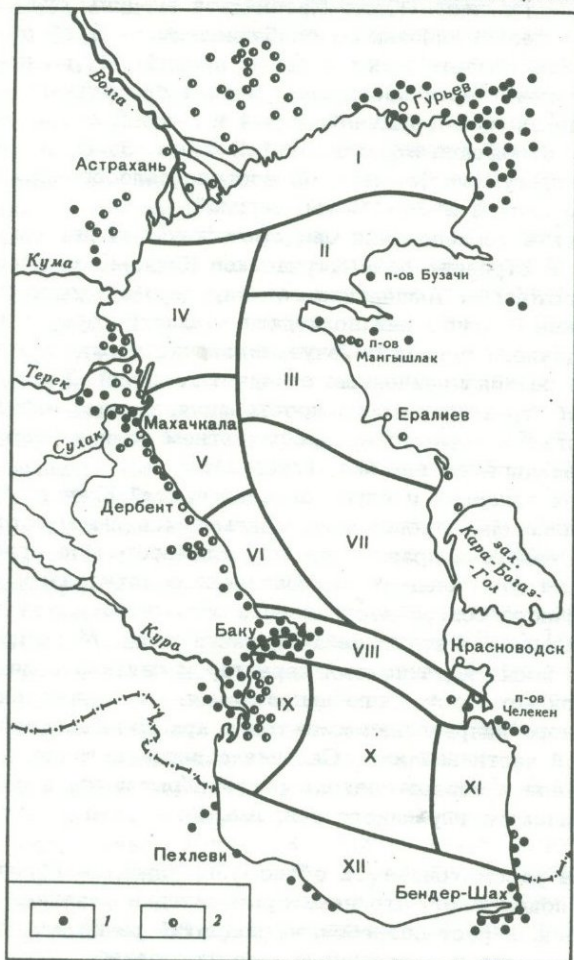 Волга
Гурьев
Астрахань
I
II
п-ов Бузачи
Кума
IV
п-ов
Мангышлак
III
Терек
Махачкала
Ералиев
Сулак
V
Дербент
VII
зал.
Кара-Богаз-
Гол
VI
Кура
Баку
VIII
Красноводск
п-ов
Челекен
IX
X
XI
Пехлеви
XII
Бендер-Шах
1
2